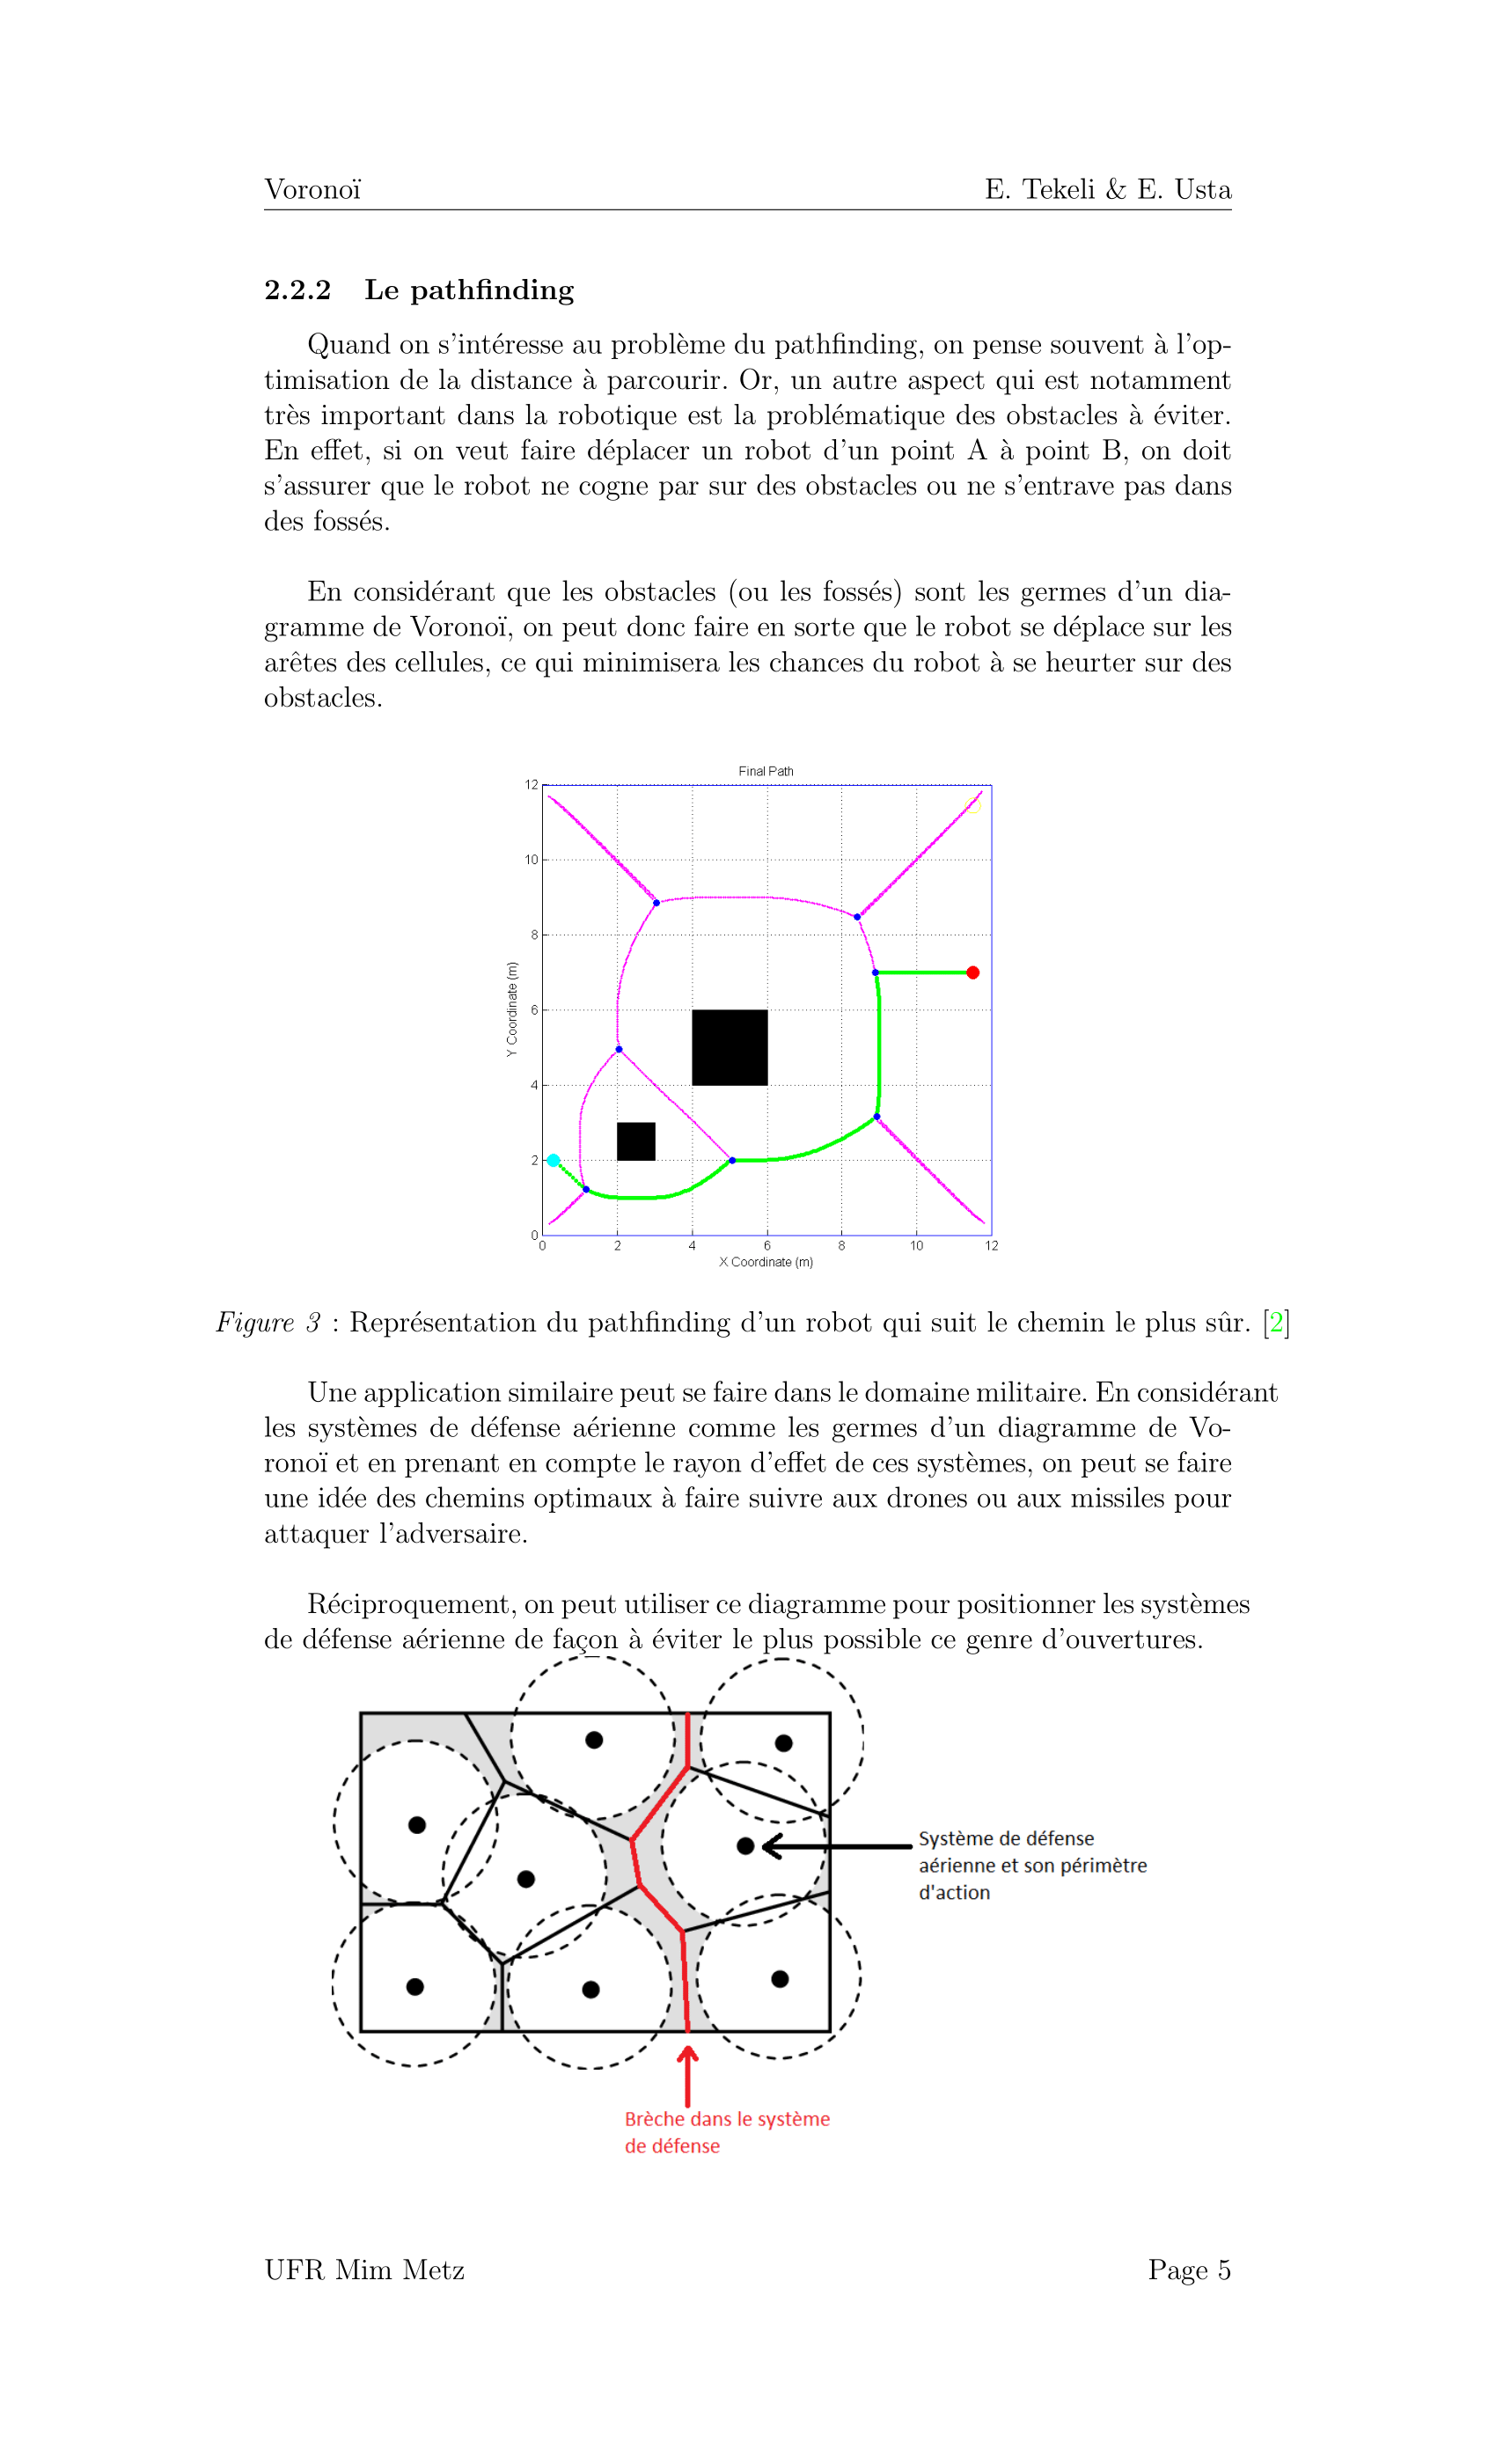 Voronoï E. Tekeli & E. Usta
2.2.2 Le pathfinding
Quand on s'intéresse au problème du pathfinding, on pense souvent à l'op-
timisation de la distance à parcourir. Or, un autre aspect qui est notamment
très important dans la robotique est la problématique des obstacles à éviter.
En effet, si on veut faire déplacer un robot d'un point A à point B, on doit
s'assurer que le robot ne cogne par sur des obstacles ou ne s'entrave pas dans
des fossés.
En considérant que les obstacles (ou les fossés) sont les germes d'un dia-
gramme de Voronoï, on peut donc faire en sorte que le robot se déplace sur les
arêtes des cellules, ce qui minimisera les chances du robot à se heurter sur des
obstacles.
Final Path
12
10
8
6
4
2
0
Y Coordinate (m)
0 2 4 6 8 10 12
X Coordinate (m)
Figure 3 : Représentation du pathfinding d'un robot qui suit le chemin le plus sûr. [2]
Une application similaire peut se faire dans le domaine militaire. En considérant
les systèmes de défense aérienne comme les germes d'un diagramme de Vo-
ronoï et en prenant en compte le rayon d'effet de ces systèmes, on peut se faire
une idée des chemins optimaux à faire suivre aux drones ou aux missiles pour
attaquer l'adversaire.
Réciproquement, on peut utiliser ce diagramme pour positionner les systèmes
de défense aérienne de façon à éviter le plus possible ce genre d'ouvertures.
Système de défense
aérienne et son périmètre
d'action
Brèche dans le système
de défense
UFR Mim Metz Page 5